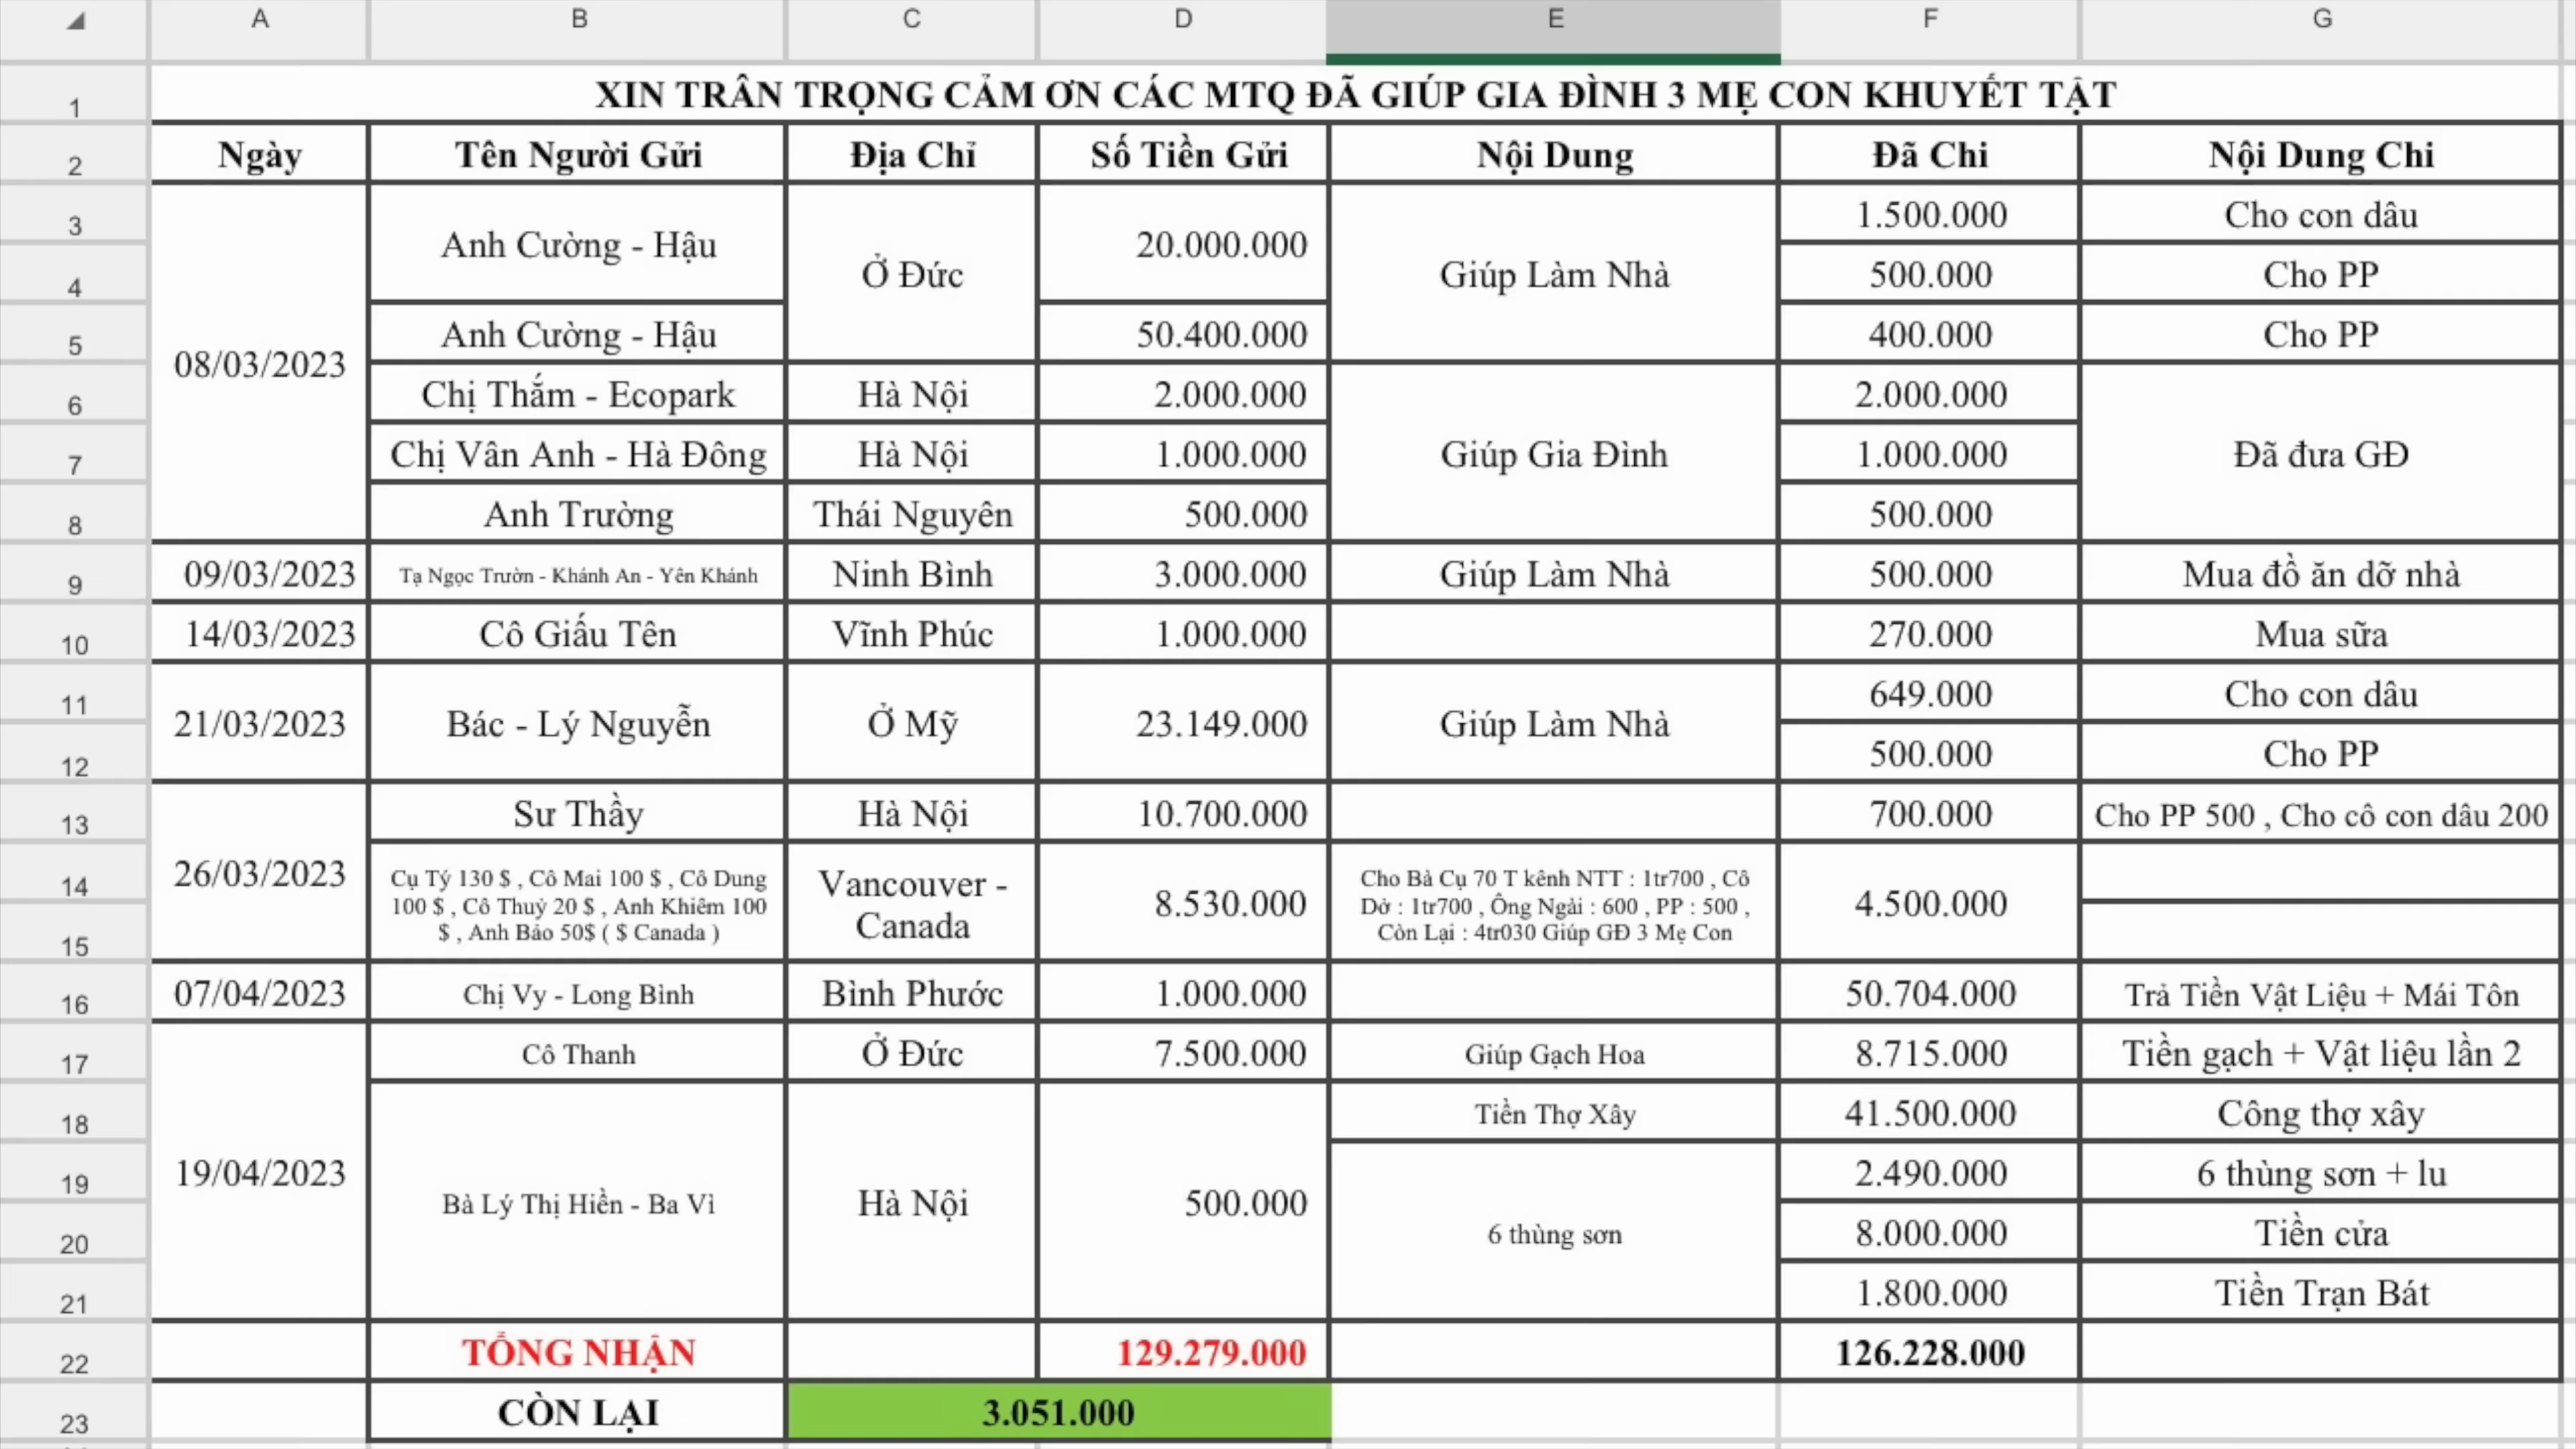 A B C D E F G
1 XIN TRÂN TRỌNG CẢM ƠN CÁC MTQ ĐÃ GIÚP GIA ĐÌNH 3 MẸ CON KHUYẾT TẬT
2 Ngày Tên Người Gửi Địa Chỉ Số Tiền Gửi Nội Dung Đã Chi Nội Dung Chi
3 08/03/2023 Anh Cường - Hậu Ở Đức 20.000.000 Giúp Làm Nhà 1.500.000 Cho con dâu
4 500.000 Cho PP
5 Anh Cường - Hậu 50.400.000 400.000 Cho PP
6 Chị Thắm - Ecopark Hà Nội 2.000.000 Giúp Gia Đình 2.000.000 Đã đưa GĐ
7 Chị Vân Anh - Hà Đông Hà Nội 1.000.000 1.000.000
8 Anh Trường Thái Nguyên 500.000 500.000
9 09/03/2023 Tạ Ngọc Trườn - Khánh An - Yên Khánh Ninh Bình 3.000.000 Giúp Làm Nhà 500.000 Mua đồ ăn dỡ nhà
10 14/03/2023 Cô Giấu Tên Vĩnh Phúc 1.000.000 270.000 Mua sữa
11 21/03/2023 Bác - Lý Nguyễn Ở Mỹ 23.149.000 Giúp Làm Nhà 649.000 Cho con dâu
12 500.000 Cho PP
13 26/03/2023 Sư Thầy Hà Nội 10.700.000 700.000 Cho PP 500 , Cho cô con dâu 200
14 Cụ Tý 130 $ , Cô Mai 100 $ , Cô Dung
100 $ , Cô Thuỷ 20 $ , Anh Khiêm 100
$ , Anh Bảo 50$ ( $ Canada )
Vancouver -
Canada
8.530.000
Cho Bà Cụ 70 T kênh NTT : 1tr700 , Cô
Dở : 1tr700 , Ông Ngải : 600 , PP : 500 ,
Còn Lại : 4tr030 Giúp GĐ 3 Mẹ Con
4.500.000
15
16 07/04/2023 Chị Vy - Long Bình Bình Phước 1.000.000 50.704.000 Trả Tiền Vật Liệu + Mái Tôn
17 19/04/2023 Cô Thanh Ở Đức 7.500.000 Giúp Gạch Hoa 8.715.000 Tiền gạch + Vật liệu lần 2
18 Bà Lý Thị Hiền - Ba Vì Hà Nội 500.000 Tiền Thợ Xây 41.500.000 Công thợ xây
19 6 thùng sơn 2.490.000 6 thùng sơn + lu
20 8.000.000 Tiền cửa
21 1.800.000 Tiền Trạn Bát
22 TỔNG NHẬN 129.279.000 126.228.000
23 CÒN LẠI 3.051.000